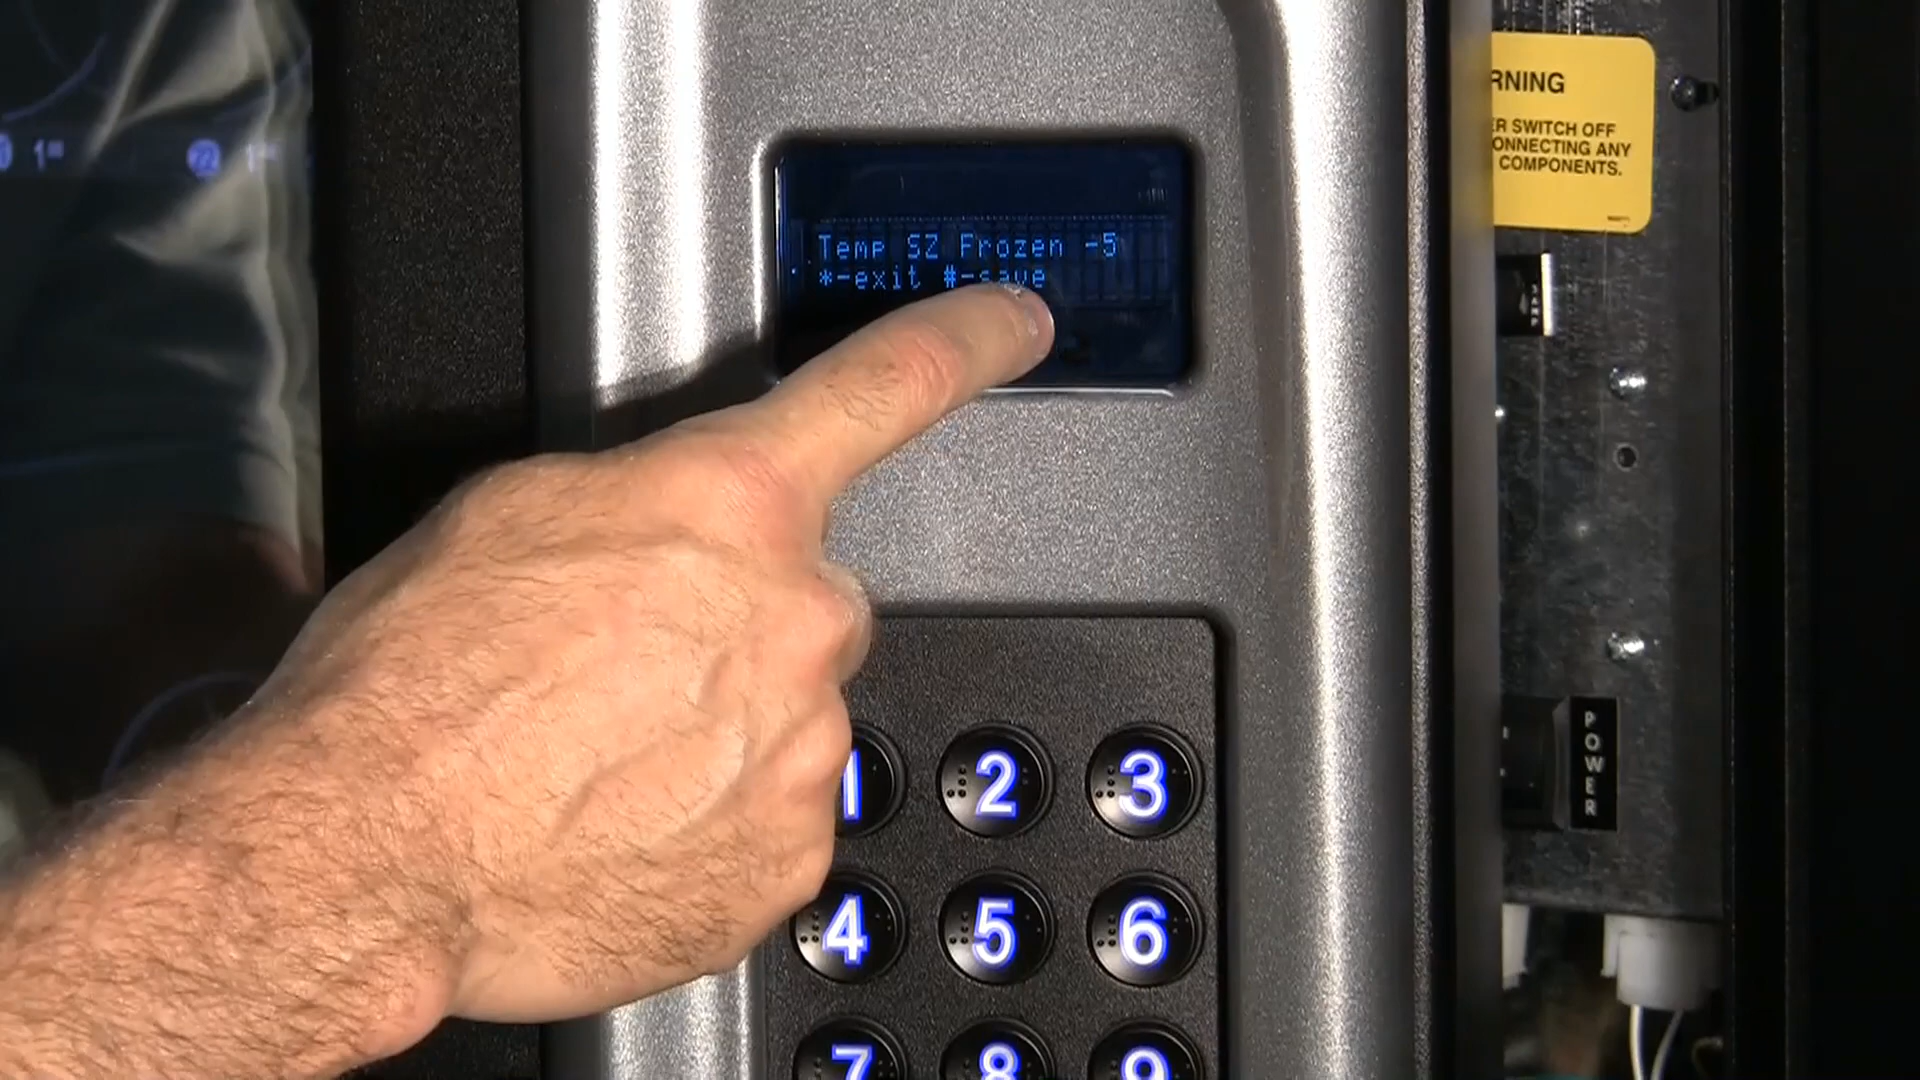 Temp SZ Frozen -5
*-exit #-save
RNING
ER SWITCH OFF
ONNECTING ANY
COMPONENTS.
POWER
1 2 3
4 5 6
7 8 9